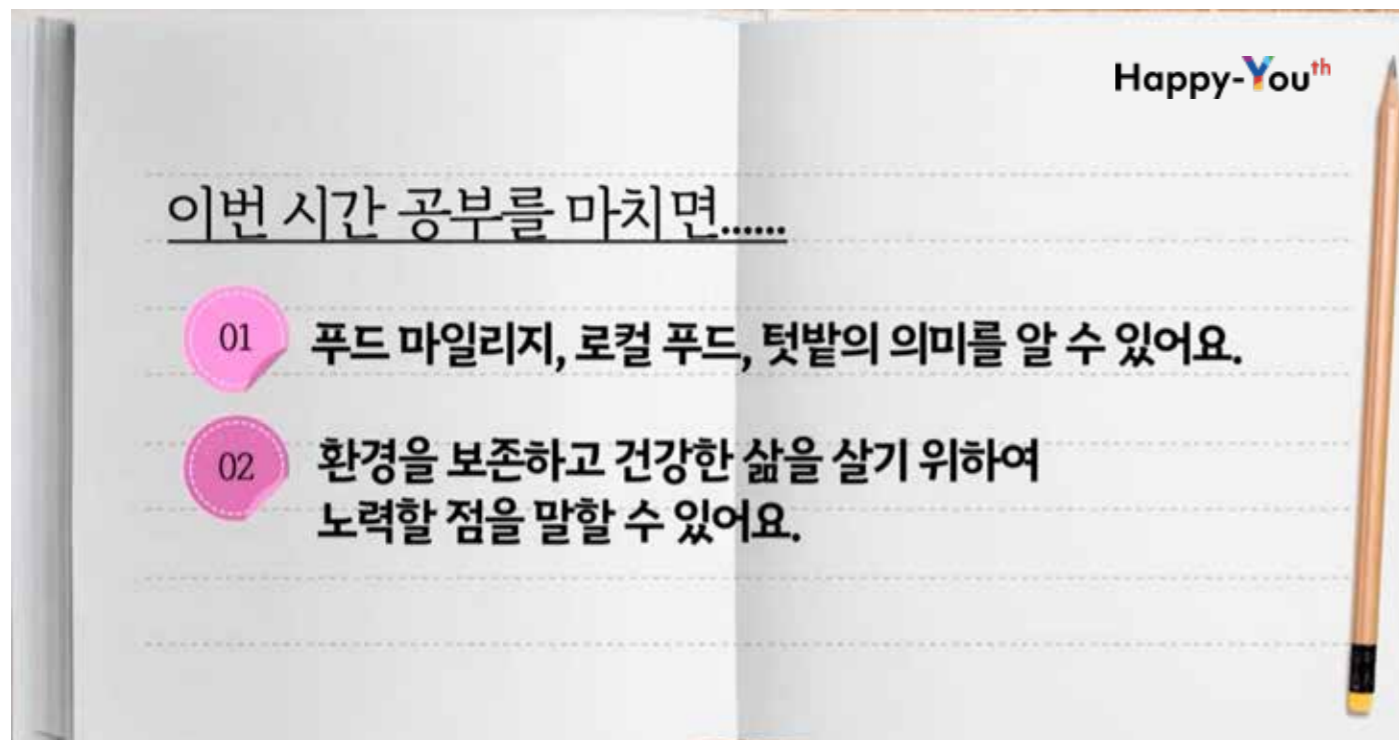 Happy-Youth
이번 시간 공부를 마치면......
01 푸드 마일리지, 로컬 푸드, 텃밭의 의미를 알 수 있어요.
02 환경을 보존하고 건강한 삶을 살기 위하여
노력할 점을 말할 수 있어요.